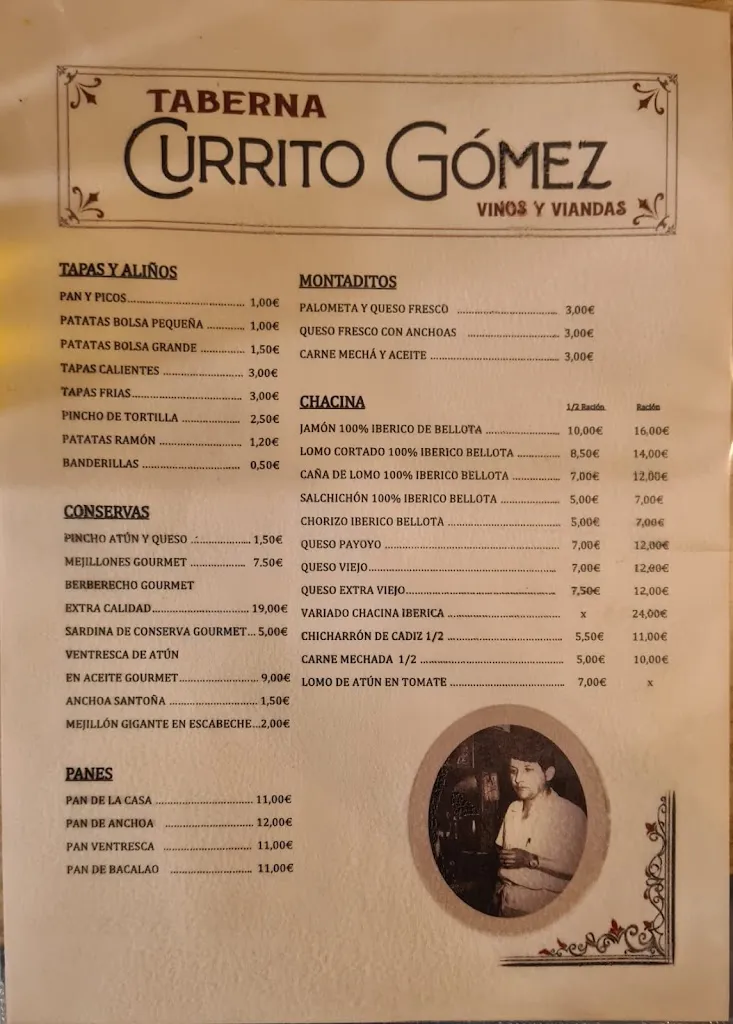 TABERNA
CURRITO GÓMEZ
VINOS Y VIANDAS
TAPAS Y ALIÑOS
PAN Y PICOS 1,00€
PATATAS BOLSA PEQUEÑA 1,00€
PATATAS BOLSA GRANDE 1,50€
TAPAS CALIENTES 3,00€
TAPAS FRIAS 3,00€
PINCHO DE TORTILLA 2,50€
PATATAS RAMÓN 1,20€
BANDERILLAS 0,50€
CONSERVAS
PINCHO ATÚN Y QUESO 1,50€
MEJILLONES GOURMET 7.50€
BERBERECHO GOURMET
EXTRA CALIDAD 19,00€
SARDINA DE CONSERVA GOURMET... 5,00€
VENTRESCA DE ATÚN
EN ACEITE GOURMET 9,00€
ANCHOA SANTOÑA 1,50€
MEJILLÓN GIGANTE EN ESCABECHE...2,00€
PANES
PAN DE LA CASA 11,00€
PAN DE ANCHOA 12,00€
PAN VENTRESCA 11,00€
PAN DE BACALAO 11,00€
MONTADITOS
PALOMETA Y QUESO FRESCO 3,00€
QUESO FRESCO CON ANCHOAS 3,00€
CARNE MECHÁ Y ACEITE 3,00€
CHACINA 1/2 Ración Ración
JAMÓN 100% IBERICO DE BELLOTA 10,00€ 16,00€
LOMO CORTADO 100% IBERICO BELLOTA 8,50€ 14,00€
CAÑA DE LOMO 100% IBERICO BELLOTA 7,00€ 12,00€
SALCHICHÓN 100% IBERICO BELLOTA 5,00€ 7,00€
CHORIZO IBERICO BELLOTA 5,00€ 7,00€
QUESO PAYOYO 7,00€ 12,00€
QUESO VIEJO 7,00€ 12,00€
QUESO EXTRA VIEJO 7,50€ 12,00€
VARIADO CHACINA IBERICA x 24,00€
CHICHARRÓN DE CADIZ 1/2 5,50€ 11,00€
CARNE MECHADA 1/2 5,00€ 10,00€
LOMO DE ATÚN EN TOMATE 7,00€ x